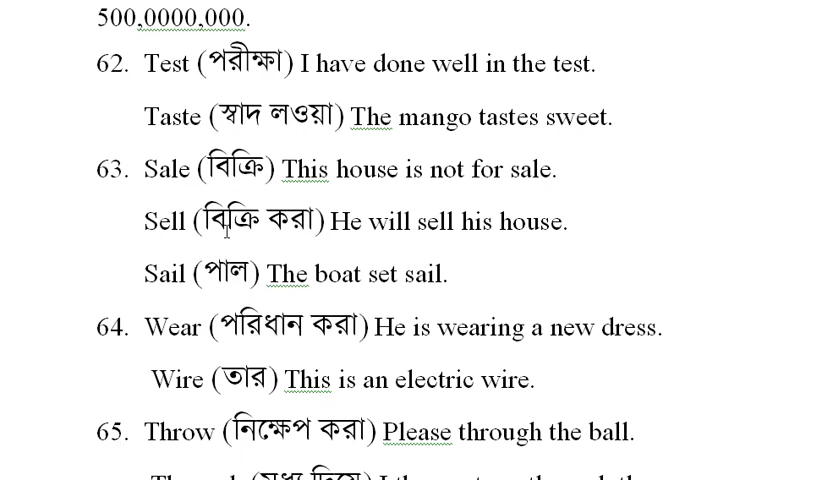 500,0000,000.
62. Test (পরীক্ষা) I have done well in the test.
Taste (স্বাদ লওয়া) The mango tastes sweet.
63. Sale (বিক্রি) This house is not for sale.
Sell (বিক্রি করা) He will sell his house.
Sail (পাল) The boat set sail.
64. Wear (পরিধান করা) He is wearing a new dress.
Wire (তার) This is an electric wire.
65. Throw (নিক্ষেপ করা) Please through the ball.